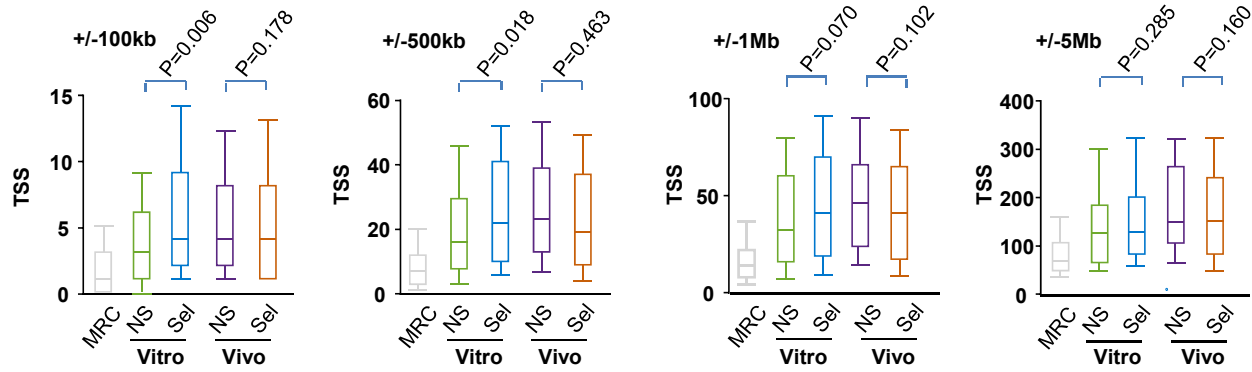 +/-100kb
P=0.006
P=0.178
TSS
15
10
5
0
MRC
NS
Sel
NS
Sel
Vitro
Vivo
+/-500kb
P=0.018
P=0.463
TSS
60
40
20
0
MRC
NS
Sel
NS
Sel
Vitro
Vivo
+/-1Mb
P=0.070
P=0.102
TSS
100
50
0
MRC
NS
Sel
NS
Sel
Vitro
Vivo
+/-5Mb
P=0.285
P=0.160
TSS
400
300
200
100
0
MRC
NS
Sel
NS
Sel
Vitro
Vivo